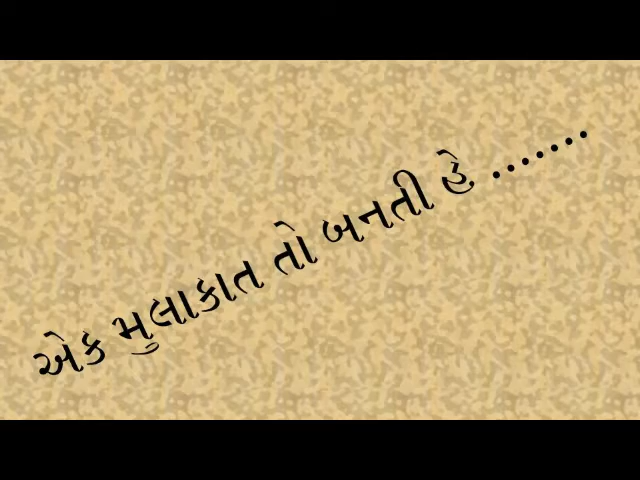 એક મુલાકાત તો બનતી હે .......